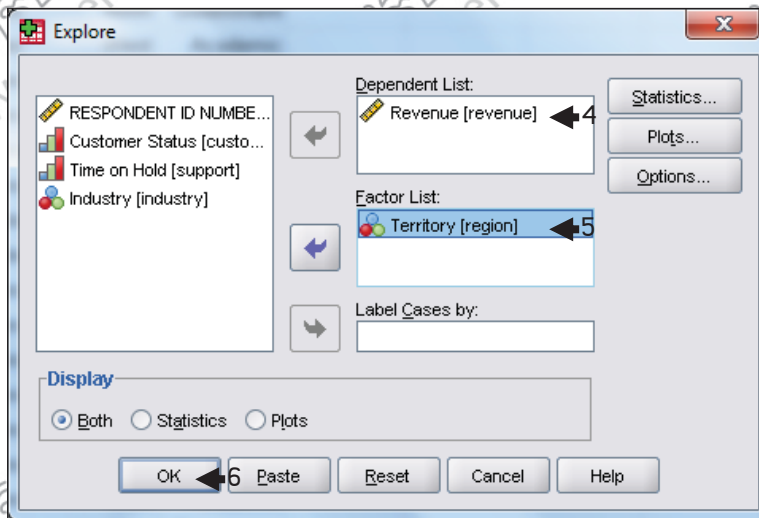 Explore
X
RESPONDENT ID NUMBE...
Customer Status [custo...
Time on Hold [support]
Industry [industry]
Dependent List:
Revenue [revenue] 4
Factor List:
Territory [region] 5
Label Cases by:
Statistics...
Plots...
Options...
Display
Both Statistics Plots
OK 6 Paste Reset Cancel Help